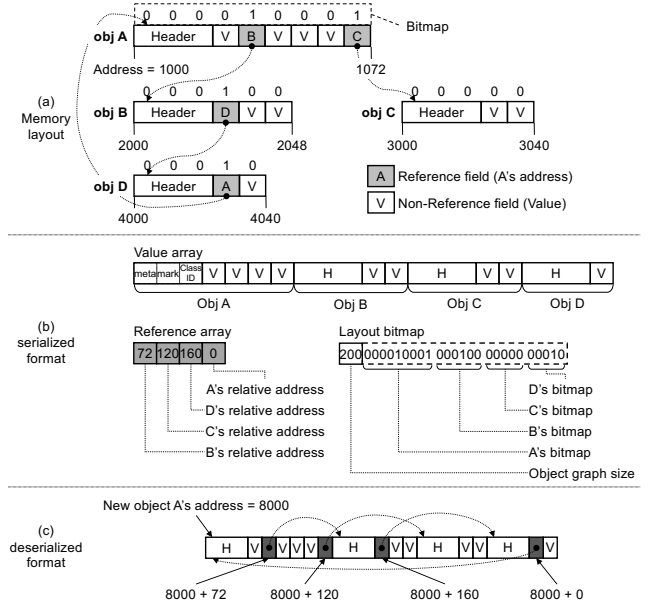 0 0 0 0 1 0 0 0 1
Bitmap
obj A Header V B V V V C
Address = 1000 1072
(a)
Memory
layout
0 0 0 1 0 0
obj B Header D V V
2000 2048
0 0 0 0 0
obj C Header V V
3000 3040
0 0 0 1 0
obj D Header A V
4000 4040
A Reference field (A's address)
V Non-Reference field (Value)
(b)
serialized
format
Value array
meta mark Class ID V V V V H V V H V V H V
Obj A Obj B Obj C Obj D
Reference array
72 120 160 0
A's relative address
D's relative address
C's relative address
B's relative address
Layout bitmap
200 000010001 000100 00000 00010
D's bitmap
C's bitmap
B's bitmap
A's bitmap
Object graph size
(c)
deserialized
format
New object A's address = 8000
H V V V V H V V H V V H V
8000 + 72 8000 + 120 8000 + 160 8000 + 0